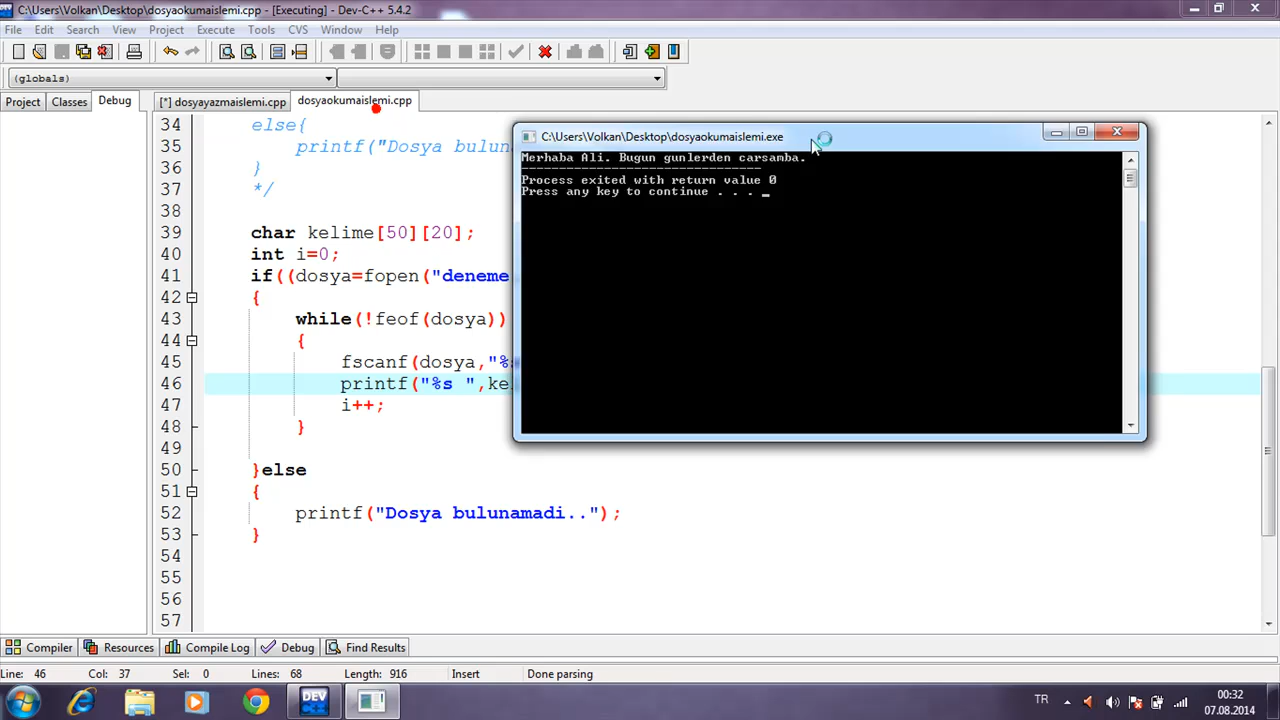 C:\Users\Volkan\Desktop\dosyaokumaislemi.cpp - [Executing] - Dev-C++ 5.4.2
File Edit Search View Project Execute Tools CVS Window Help
(globals)
Project Classes Debug [*] dosyayazmaislemi.cpp dosyaokumaislemi.cpp
34 else{
35 printf("Dosya bulun
36 }
37 */
38
39 char kelime[50][20];
40 int i=0;
41 if((dosya=fopen("deneme
42 {
43 while(!feof(dosya))
44 {
45 fscanf(dosya,"%s
46 printf("%s ",kel
47 i++;
48 }
49
50 }else
51 {
52 printf("Dosya bulunamadi..");
53 }
54
55
56
57
C:\Users\Volkan\Desktop\dosyaokumaislemi.exe
Merhaba Ali. Bugun gunlerden carsamba.
--------------------------------
Process exited with return value 0
Press any key to continue . . . _
Compiler Resources Compile Log Debug Find Results
Line: 46 Col: 37 Sel: 0 Lines: 68 Length: 916 Insert Done parsing
DEV
TR 00:32
07.08.2014